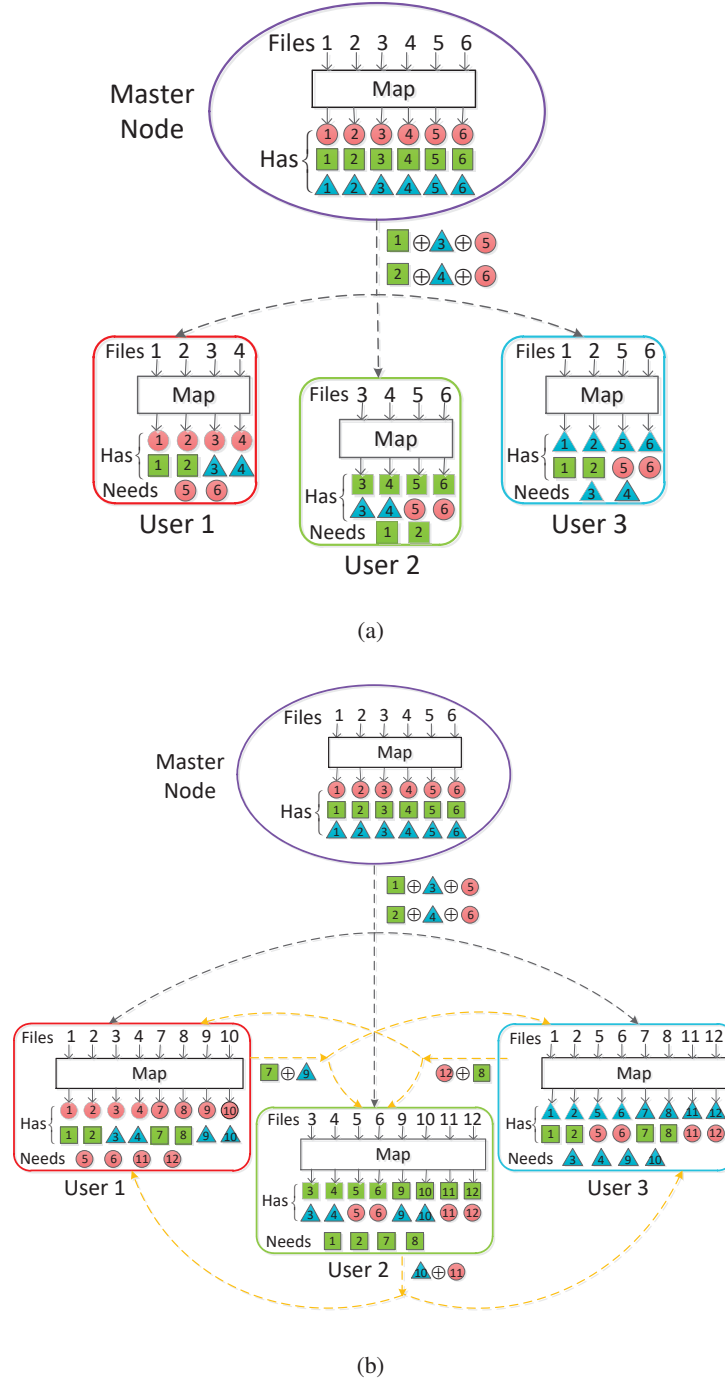 Files 1 2 3 4 5 6
Map
Master
Node
Has
1 2 3 4 5 6
1 2 3 4 5 6
1 2 3 4 5 6
1 ⊕ 3 ⊕ 5
2 ⊕ 4 ⊕ 6
Files 1 2 3 4
Map
Has
1 2 3 4
1 2 3 4
Needs 5 6
User 1
Files 3 4 5 6
Map
Has
3 4 5 6
3 4 5 6
Needs 1 2
User 2
Files 1 2 5 6
Map
Has
1 2 5 6
1 2 5 6
Needs 3 4
User 3
(a)
Files 1 2 3 4 5 6
Map
Master
Node
Has
1 2 3 4 5 6
1 2 3 4 5 6
1 2 3 4 5 6
1 ⊕ 3 ⊕ 5
2 ⊕ 4 ⊕ 6
Files 1 2 3 4 7 8 9 10
Map
Has
1 2 3 4 7 8 9 10
1 2 3 4 7 8 9 10
Needs 5 6 11 12
User 1
7 ⊕ 9
12 ⊕ 8
Files 3 4 5 6 9 10 11 12
Map
Has
3 4 5 6 9 10 11 12
3 4 5 6 9 10 11 12
Needs 1 2 7 8
User 2
10 ⊕ 11
Files 1 2 5 6 7 8 11 12
Map
Has
1 2 5 6 7 8 11 12
1 2 5 6 7 8 11 12
Needs 3 4 9 10
User 3
(b)